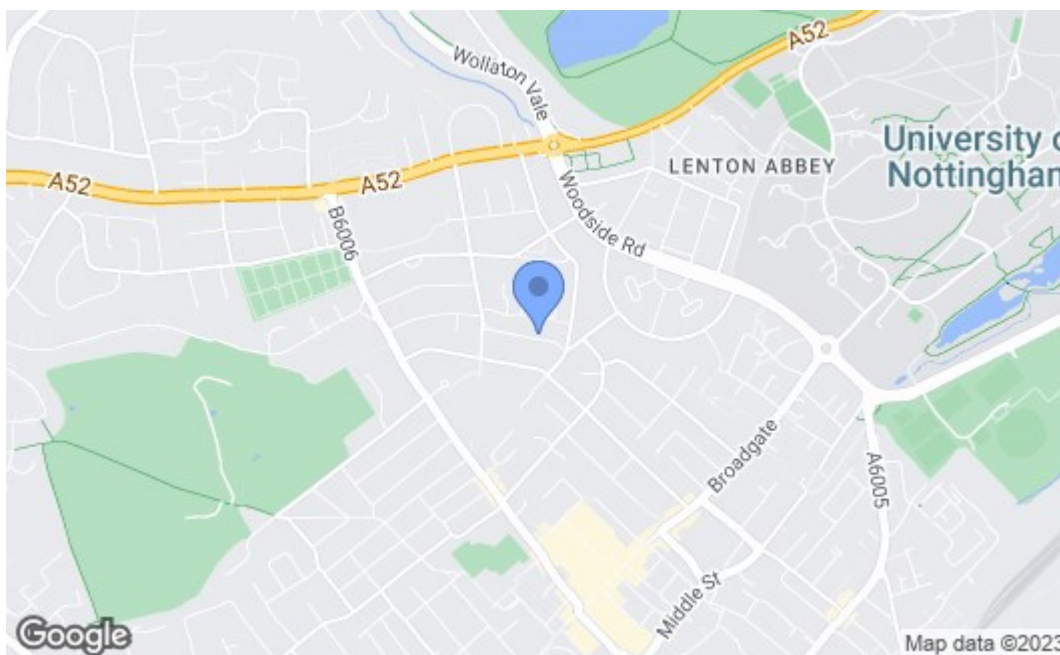 Wollaton Vale
A52
LENTON ABBEY
University o
Nottingham
A52
A52
B6006
Woodside Rd
Broadgate
A6005
Middle St
Google
Map data ©2023